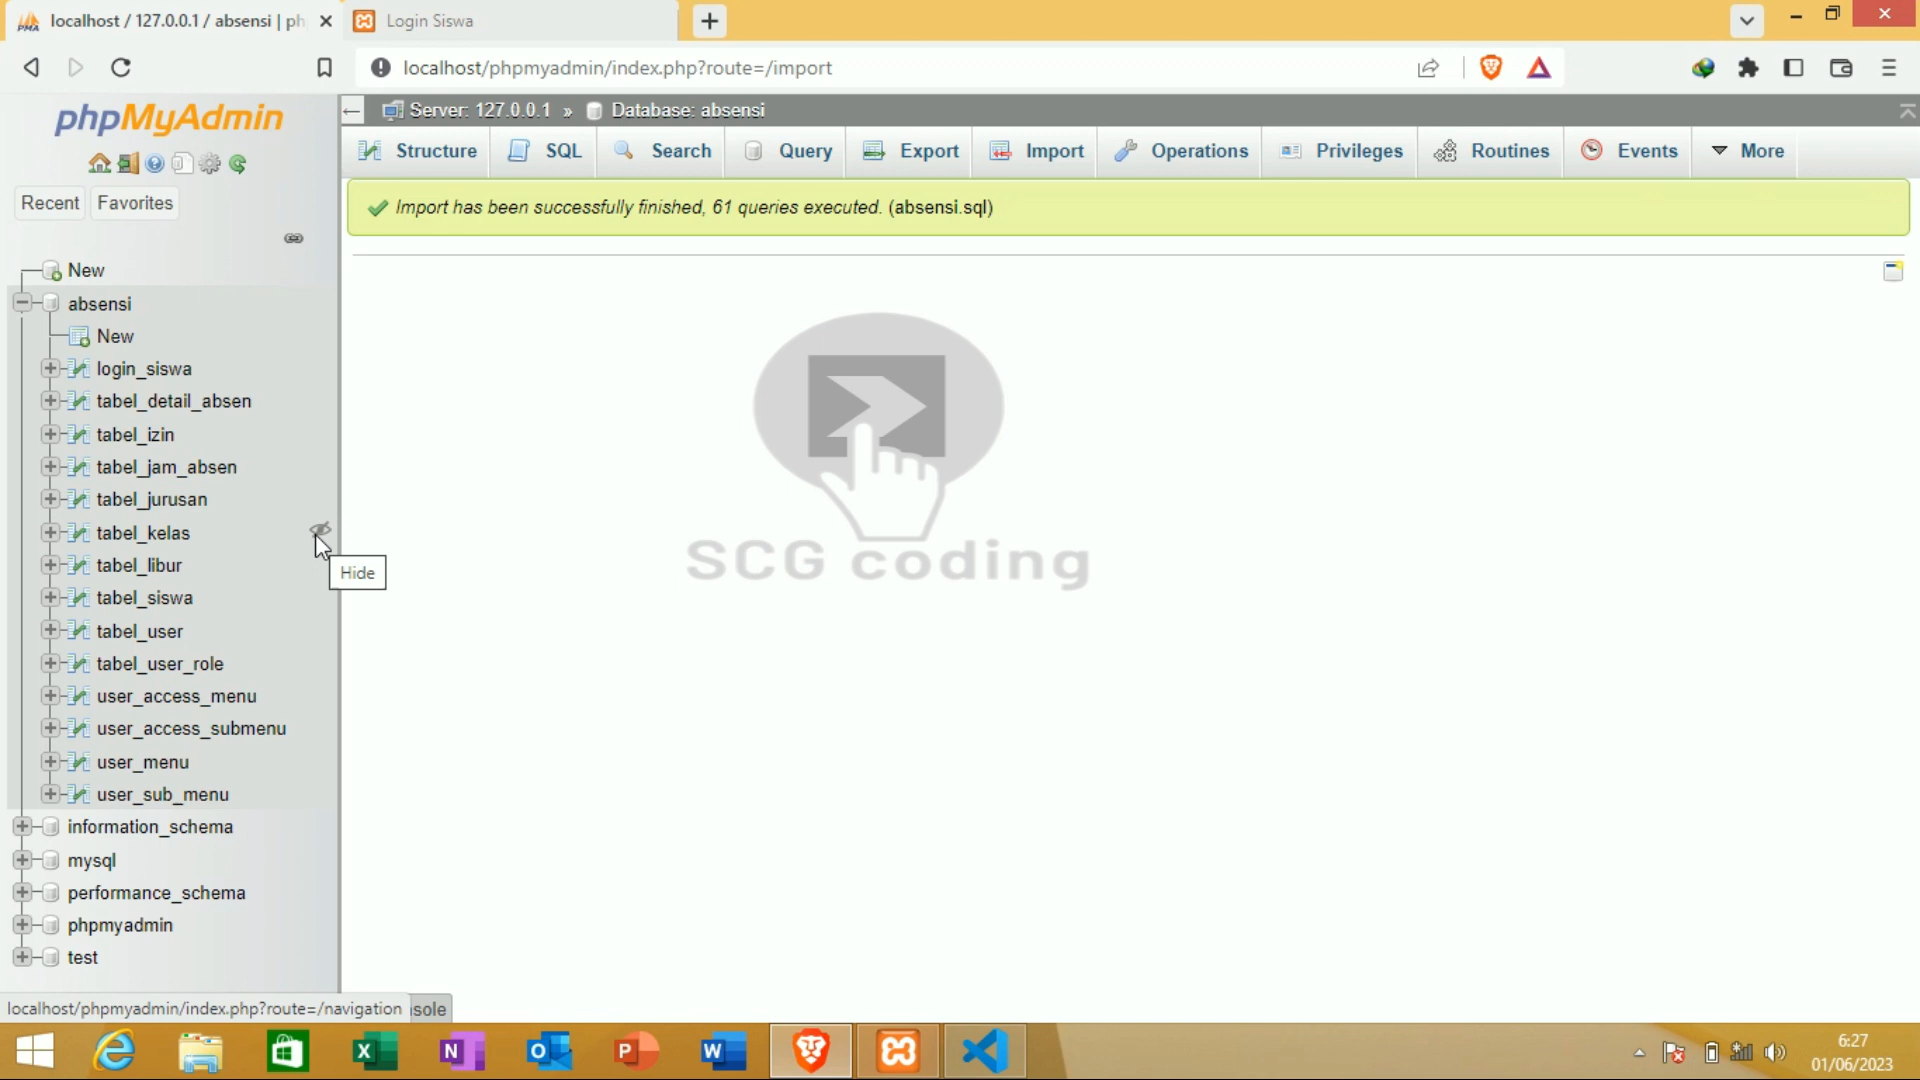 localhost / 127.0.0.1 / absensi | ph
Login Siswa
localhost/phpmyadmin/index.php?route=/import
phpMyAdmin
Recent
Favorites
New
absensi
New
login_siswa
tabel_detail_absen
tabel_izin
tabel_jam_absen
tabel_jurusan
tabel_kelas
tabel_libur
tabel_siswa
tabel_user
tabel_user_role
user_access_menu
user_access_submenu
user_menu
user_sub_menu
information_schema
mysql
performance_schema
phpmyadmin
test
Hide
Server: 127.0.0.1 » Database: absensi
Structure
SQL
Search
Query
Export
Import
Operations
Privileges
Routines
Events
More
Import has been successfully finished, 61 queries executed. (absensi.sql)
SCG coding
localhost/phpmyadmin/index.php?route=/navigation
sole
6:27
01/06/2023